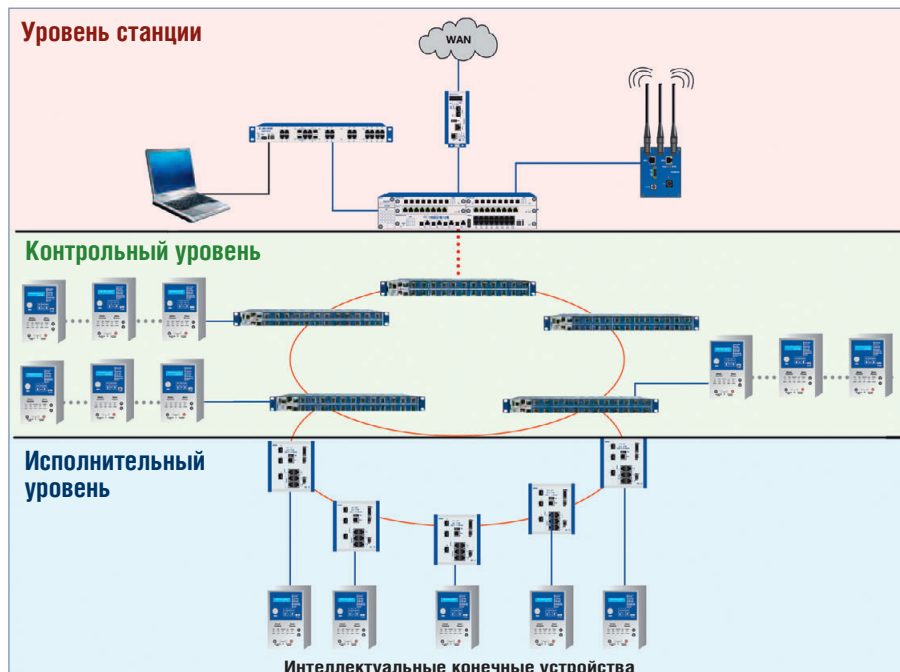 Уровень станции
WAN
Контрольный уровень
Исполнительный
уровень
Интеллектуальные конечные устройства